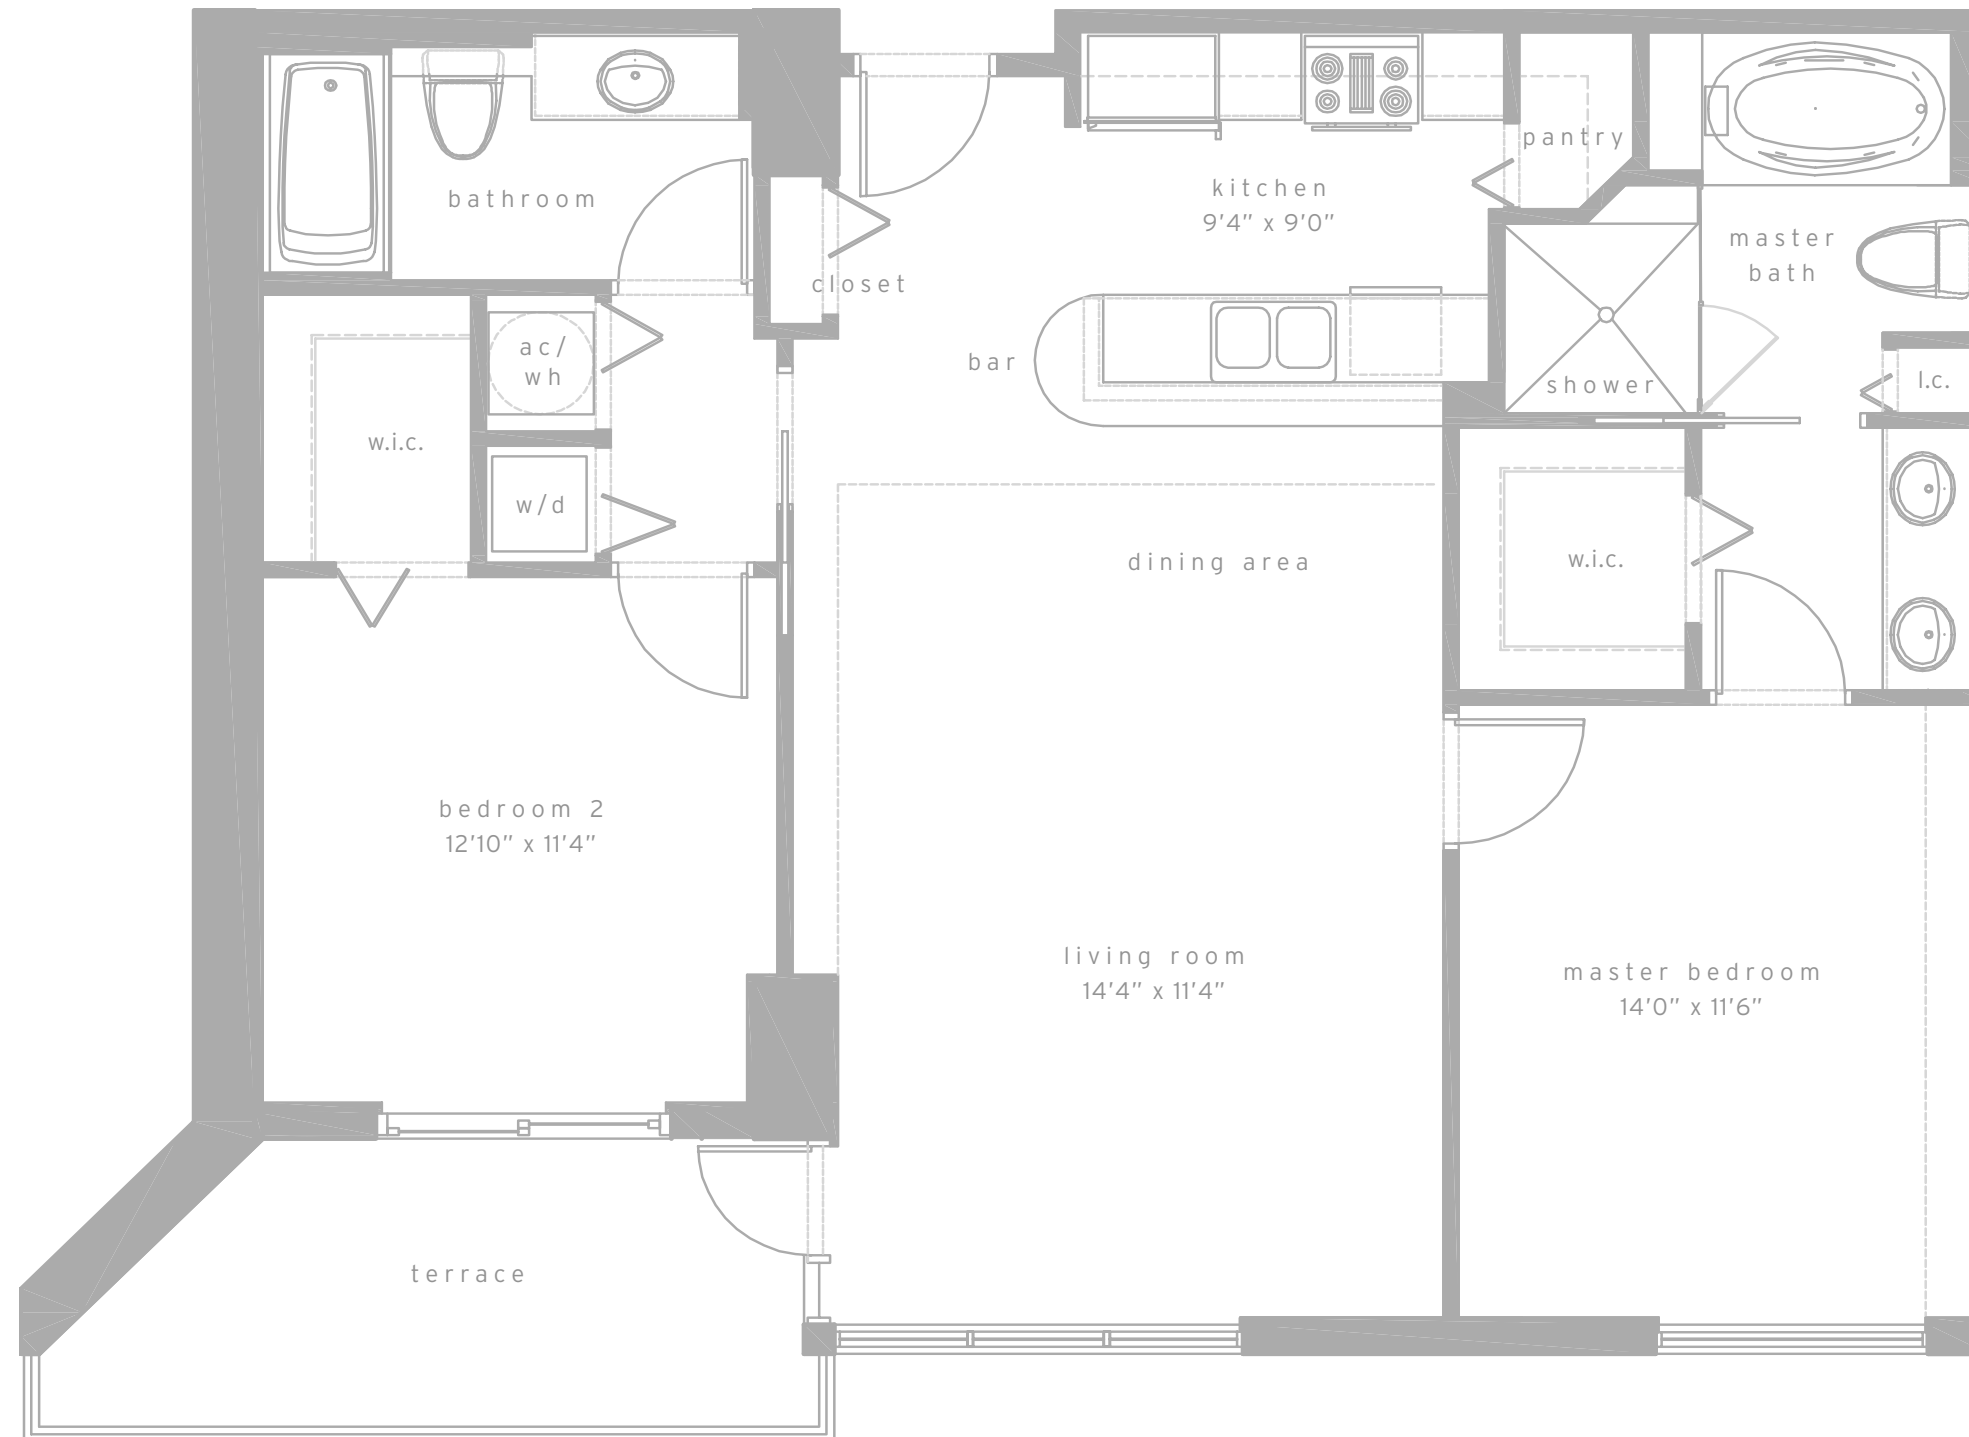 bathroom
closet
kitchen
9'4" x 9'0"
pantry
master
bath
ac/
wh
bar
shower
l.c.
w.i.c.
w/d
dining area
w.i.c.
bedroom 2
12'10" x 11'4"
living room
14'4" x 11'4"
master bedroom
14'0" x 11'6"
terrace